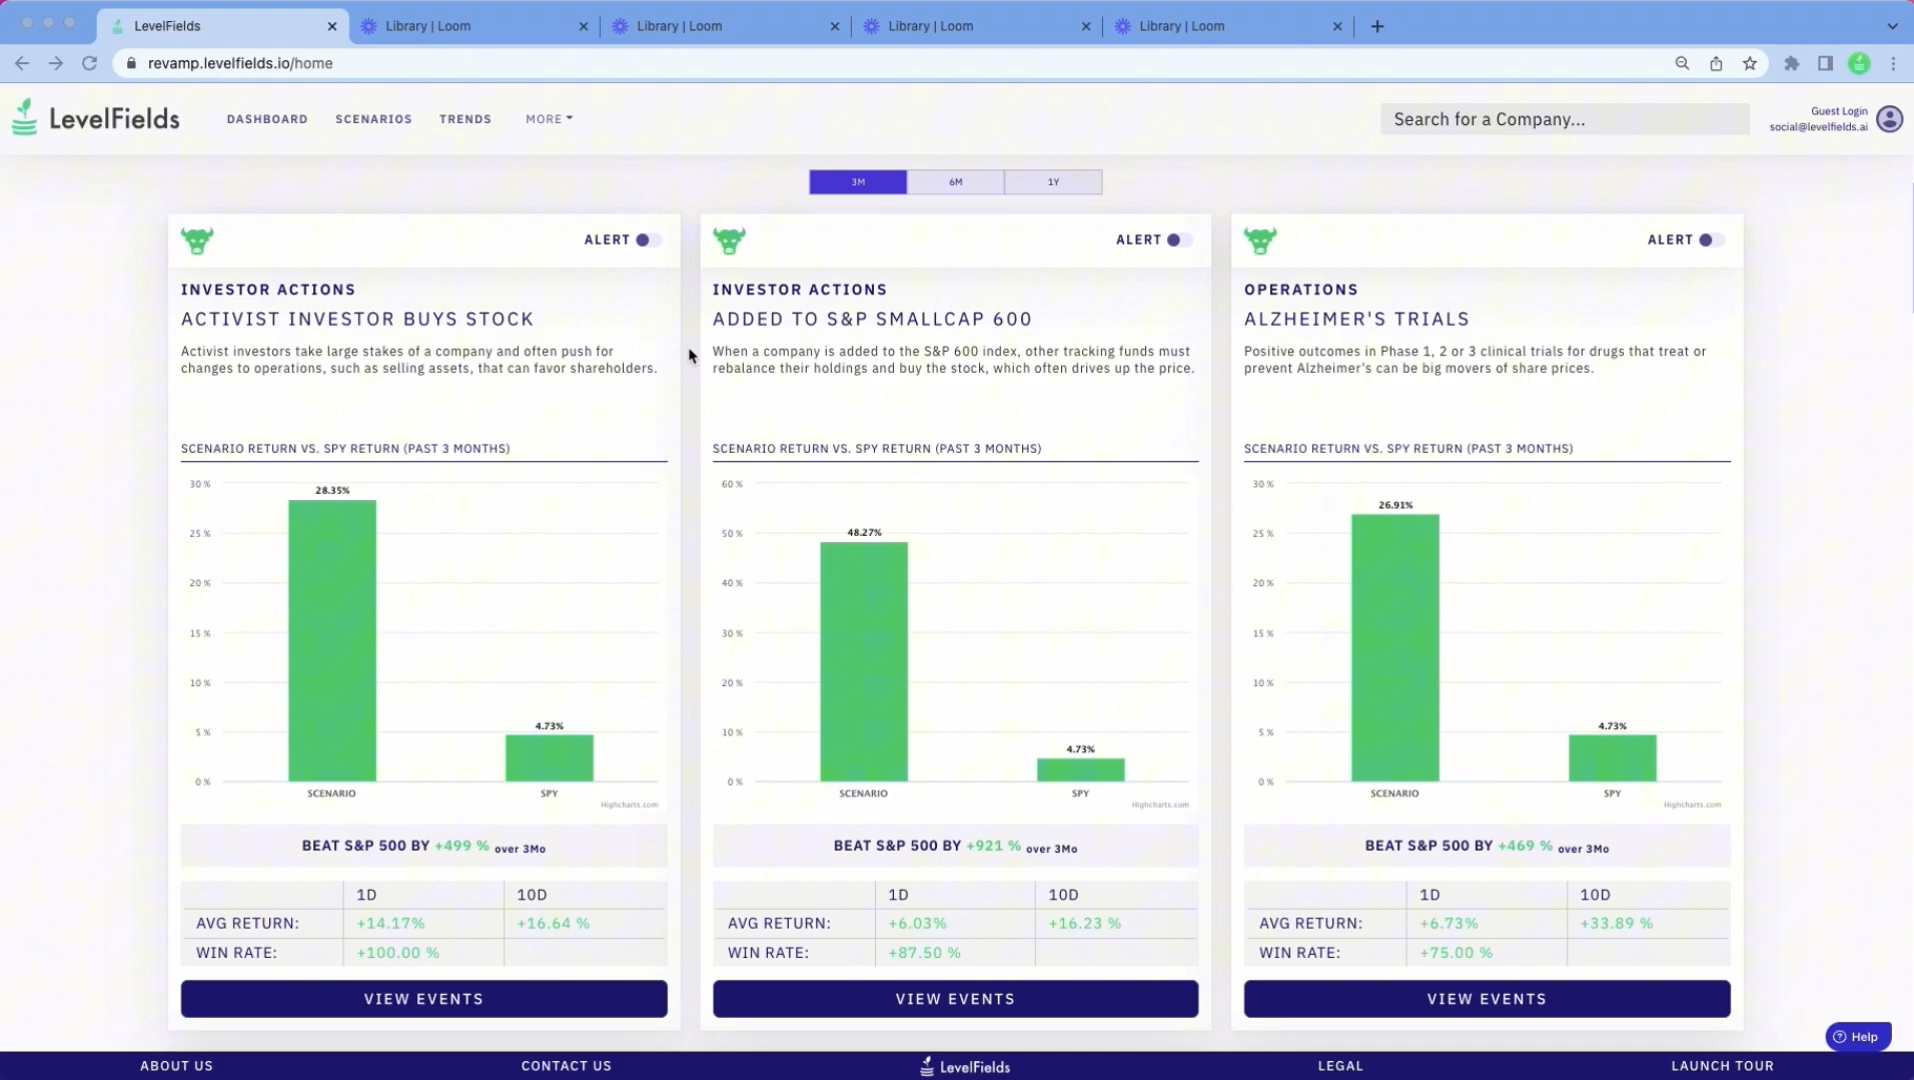 LevelFields
Library | Loom
Library | Loom
Library | Loom
Library | Loom
revamp.levelfields.io/home
LevelFields
DASHBOARD
SCENARIOS
TRENDS
MORE
Search for a Company...
Guest Login
social@levelfields.ai
3M
6M
1Y
ALERT
INVESTOR ACTIONS
ACTIVIST INVESTOR BUYS STOCK
Activist investors take large stakes of a company and often push for
changes to operations, such as selling assets, that can favor shareholders.
SCENARIO RETURN VS. SPY RETURN (PAST 3 MONTHS)
30 %
25 %
20 %
15 %
10 %
5 %
0 %
28.35%
4.73%
SCENARIO
SPY
Highcharts.com
BEAT S&P 500 BY +499 % over 3Mo
1D 10D
AVG RETURN: +14.17% +16.64 %
WIN RATE: +100.00 %
VIEW EVENTS
ALERT
INVESTOR ACTIONS
ADDED TO S&P SMALLCAP 600
When a company is added to the S&P 600 index, other tracking funds must
rebalance their holdings and buy the stock, which often drives up the price.
SCENARIO RETURN VS. SPY RETURN (PAST 3 MONTHS)
60 %
50 %
40 %
30 %
20 %
10 %
0 %
48.27%
4.73%
SCENARIO
SPY
Highcharts.com
BEAT S&P 500 BY +921 % over 3Mo
1D 10D
AVG RETURN: +6.03% +16.23 %
WIN RATE: +87.50 %
VIEW EVENTS
ALERT
OPERATIONS
ALZHEIMER'S TRIALS
Positive outcomes in Phase 1, 2 or 3 clinical trials for drugs that treat or
prevent Alzheimer's can be big movers of share prices.
SCENARIO RETURN VS. SPY RETURN (PAST 3 MONTHS)
30 %
25 %
20 %
15 %
10 %
5 %
0 %
26.91%
4.73%
SCENARIO
SPY
Highcharts.com
BEAT S&P 500 BY +469 % over 3Mo
1D 10D
AVG RETURN: +6.73% +33.89 %
WIN RATE: +75.00 %
VIEW EVENTS
Help
ABOUT US
CONTACT US
LevelFields
LEGAL
LAUNCH TOUR